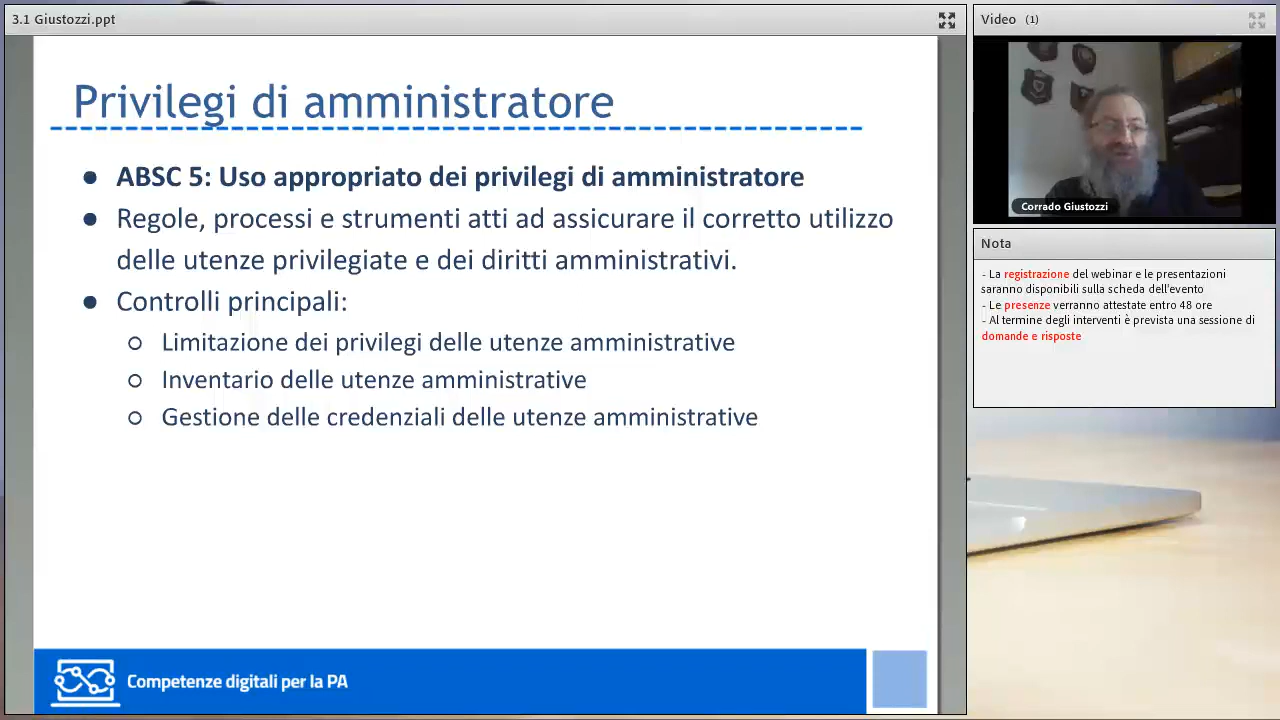 3.1 Giustozzi.ppt
Privilegi di amministratore
● ABSC 5: Uso appropriato dei privilegi di amministratore
● Regole, processi e strumenti atti ad assicurare il corretto utilizzo
delle utenze privilegiate e dei diritti amministrativi.
● Controlli principali:
○ Limitazione dei privilegi delle utenze amministrative
○ Inventario delle utenze amministrative
○ Gestione delle credenziali delle utenze amministrative
Competenze digitali per la PA
Video (1)
Corrado Giustozzi
Nota
- La registrazione del webinar e le presentazioni
saranno disponibili sulla scheda dell'evento
- Le presenze verranno attestate entro 48 ore
- Al termine degli interventi è prevista una sessione di
domande e risposte